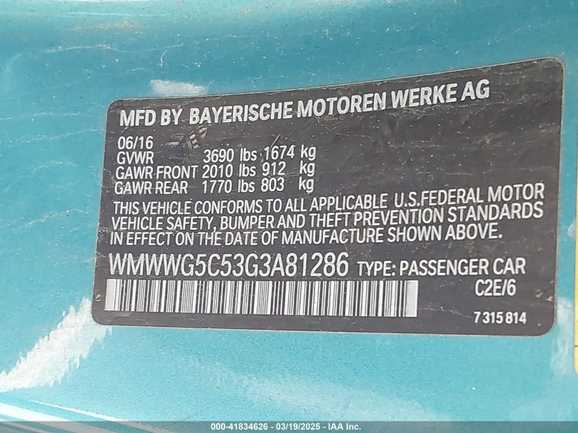 MFD BY BAYERISCHE MOTOREN WERKE AG
06/16
GVWR 3690 lbs 1674 kg
GAWR FRONT 2010 lbs 912 kg
GAWR REAR 1770 lbs 803 kg
THIS VEHICLE CONFORMS TO ALL APPLICABLE U.S.FEDERAL MOTOR
VEHICLE SAFETY, BUMPER AND THEFT PREVENTION STANDARDS
IN EFFECT ON THE DATE OF MANUFACTURE SHOWN ABOVE.
WMWWG5C53G3A81286 TYPE: PASSENGER CAR
C2E/6
7 315 814
000-41834626 - 03/19/2025 - IAA Inc.